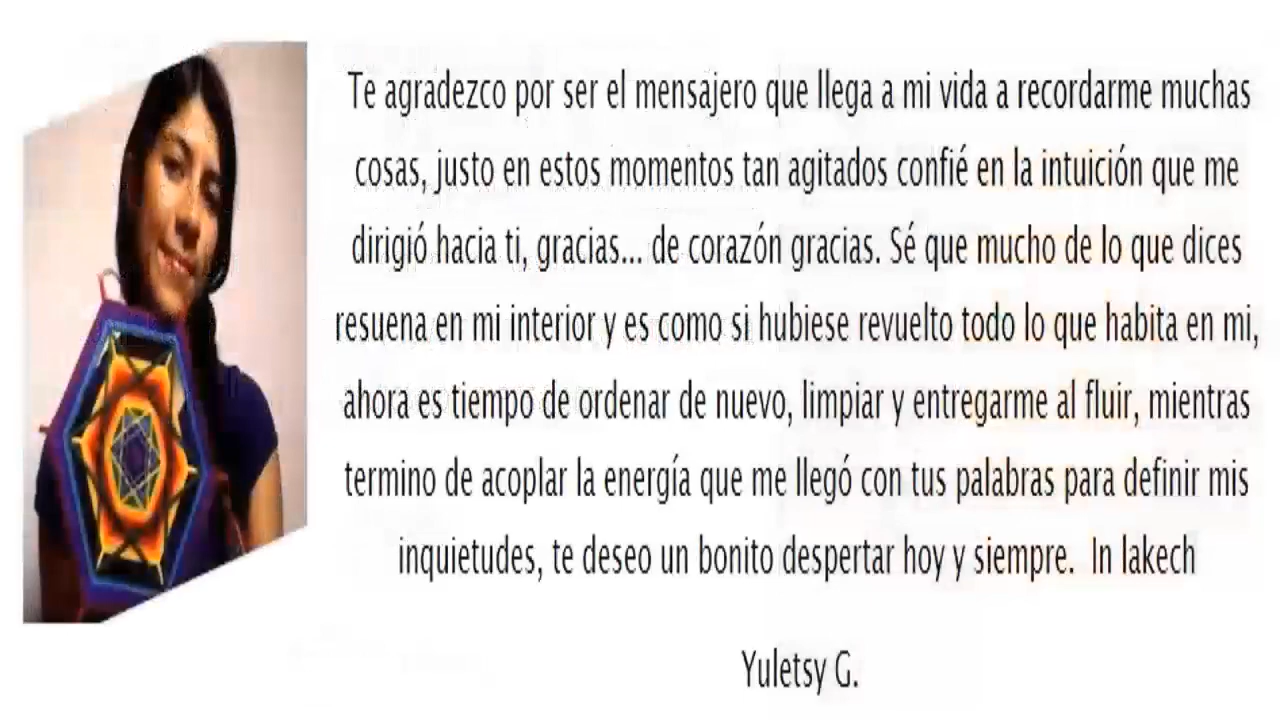 Te agradezco por ser el mensajero que llega a mi vida a recordarme muchas
cosas, justo en estos momentos tan agitados confié en la intuición que me
dirigió hacia ti, gracias... de corazón gracias. Sé que mucho de lo que dices
resuena en mi interior y es como si hubiese revuelto todo lo que habita en mi,
ahora es tiempo de ordenar de nuevo, limpiar y entregarme al fluir, mientras
termino de acoplar la energía que me llegó con tus palabras para definir mis
inquietudes, te deseo un bonito despertar hoy y siempre. In lakech
Yuletsy G.